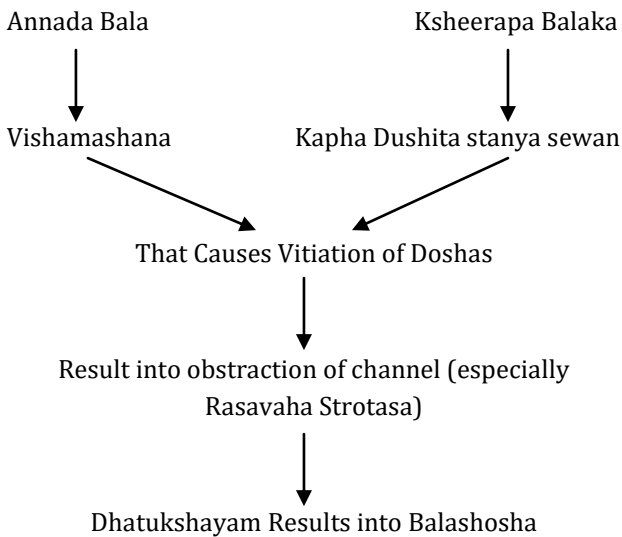 Annada Bala
Ksheerapa Balaka
Vishamashana
Kapha Dushita stanya sewan
That Causes Vitiation of Doshas
Result into obstraction of channel (especially
Rasavaha Strotasa)
Dhatukshayam Results into Balashosha